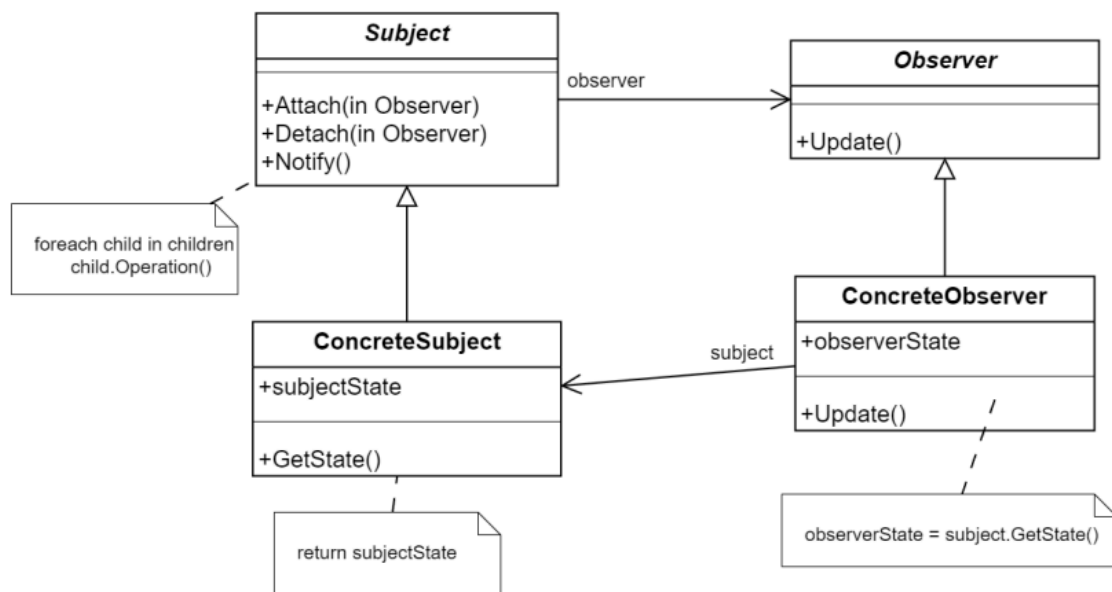 Subject
+Attach(in Observer)
+Detach(in Observer)
+Notify()
observer
Observer
+Update()
foreach child in children
child.Operation()
ConcreteSubject
+subjectState
+GetState()
subject
ConcreteObserver
+observerState
+Update()
return subjectState
observerState = subject.GetState()